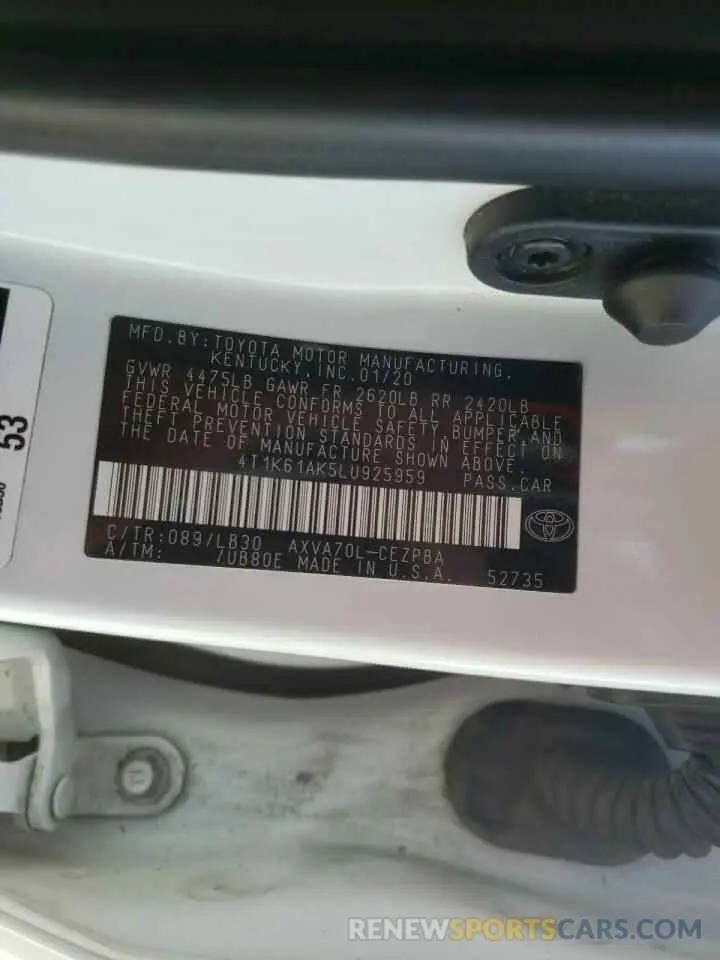 MFD.BY:TOYOTA MOTOR MANUFACTURING,
KENTUCKY, INC. 01/20
GVWR 4475LB GAWR FR 2620LB RR 2420LB
THIS VEHICLE CONFORMS TO ALL APPLICABLE
FEDERAL MOTOR VEHICLE SAFETY,BUMPER,AND
THEFT PREVENTION STANDARDS IN EFFECT ON
THE DATE OF MANUFACTURE SHOWN ABOVE.
4T1K61AK5LU925959 PASS.CAR
C/TR:089/LB30 AXVA70L-CEZPBA
A/TM: /UB80E MADE IN U.S.A. 52735
53
RENEWSPORTSCARS.COM